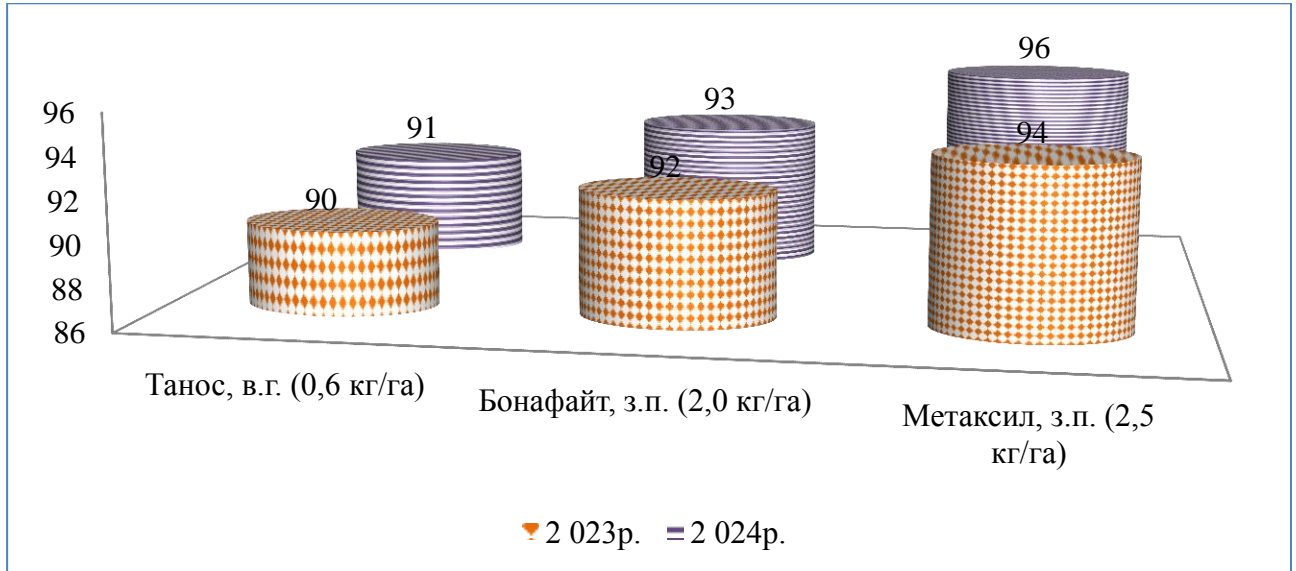 96
94
92
90
88
86
90
91
92
93
94
96
Танос, в.г. (0,6 кг/га)
Бонафайт, з.п. (2,0 кг/га)
Метаксил, з.п. (2,5
кг/га)
2 023р. 2 024р.